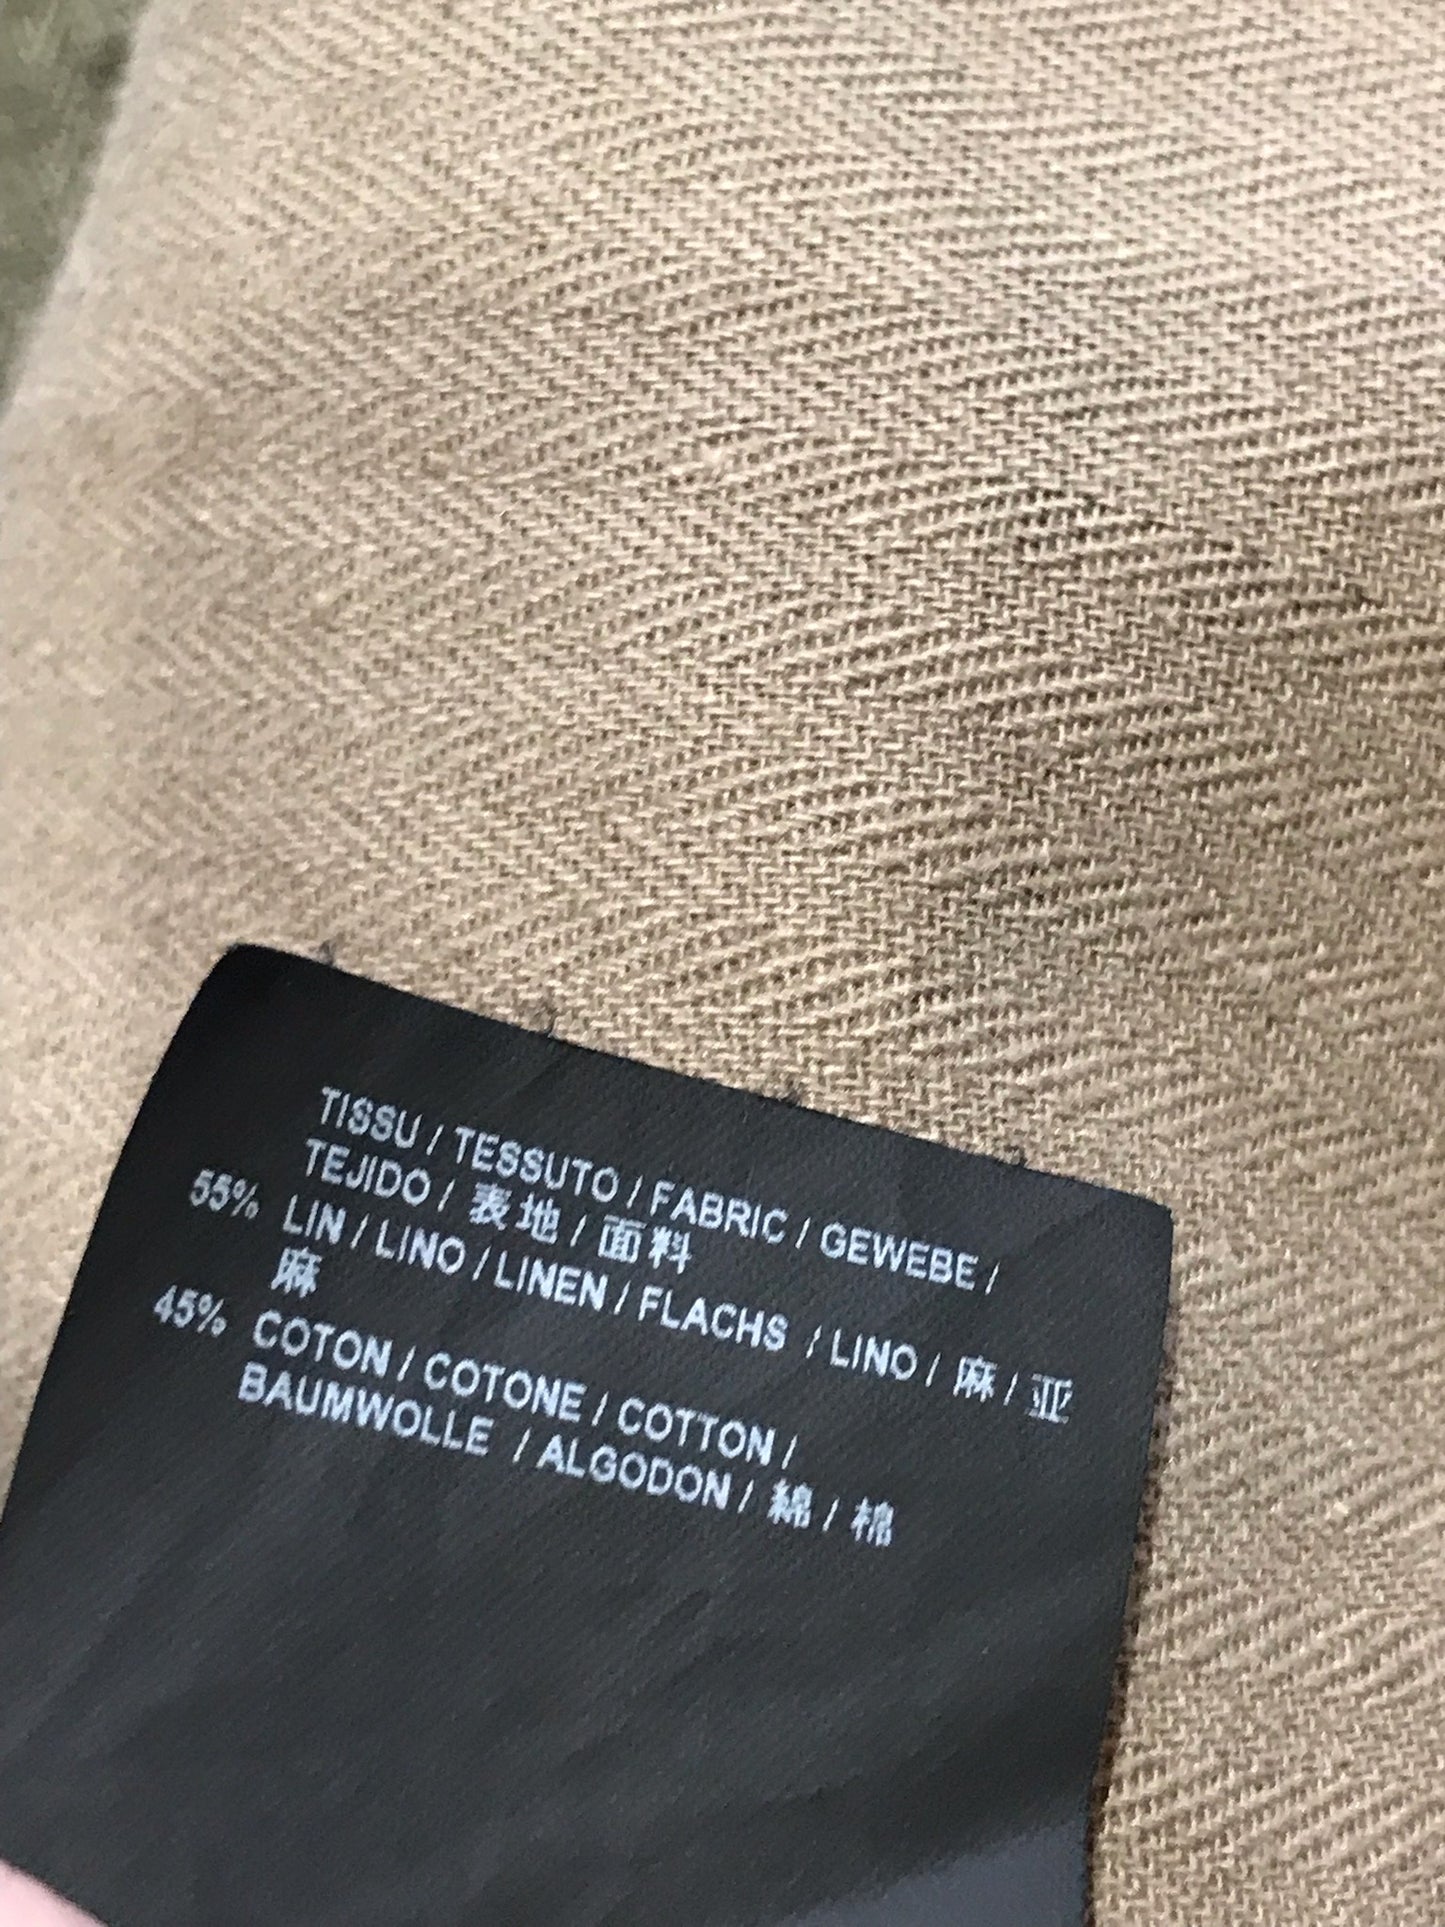 TISSU / TESSUTO / FABRIC / GEWEBE /
TEJIDO / 表地 / 面料
55% LIN / LINO / LINEN / FLACHS / LINO / 麻 / 亚
麻
45% COTON / COTONE / COTTON /
BAUMWOLLE / ALGODON / 綿 / 棉